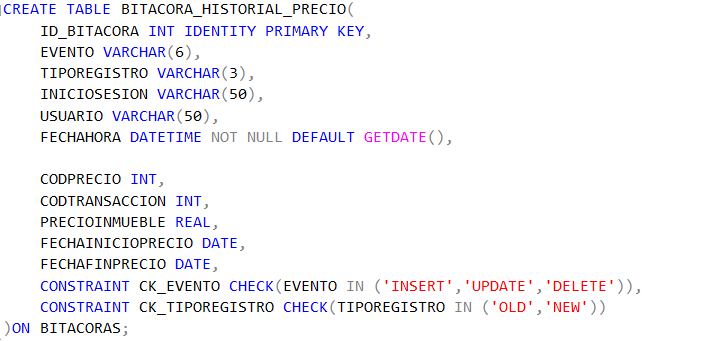 CREATE TABLE BITACORA_HISTORIAL_PRECIO(
ID_BITACORA INT IDENTITY PRIMARY KEY,
EVENTO VARCHAR(6),
TIPOREGISTRO VARCHAR(3),
INICIOSESION VARCHAR(50),
USUARIO VARCHAR(50),
FECHAHORA DATETIME NOT NULL DEFAULT GETDATE(),
CODPRECIO INT,
CODTRANSACCION INT,
PRECIOINMUEBLE REAL,
FECHAINICIOPRECIO DATE,
FECHAFINPRECIO DATE,
CONSTRAINT CK_EVENTO CHECK(EVENTO IN ('INSERT','UPDATE','DELETE')),
CONSTRAINT CK_TIPOREGISTRO CHECK(TIPOREGISTRO IN ('OLD','NEW'))
)ON BITACORAS;